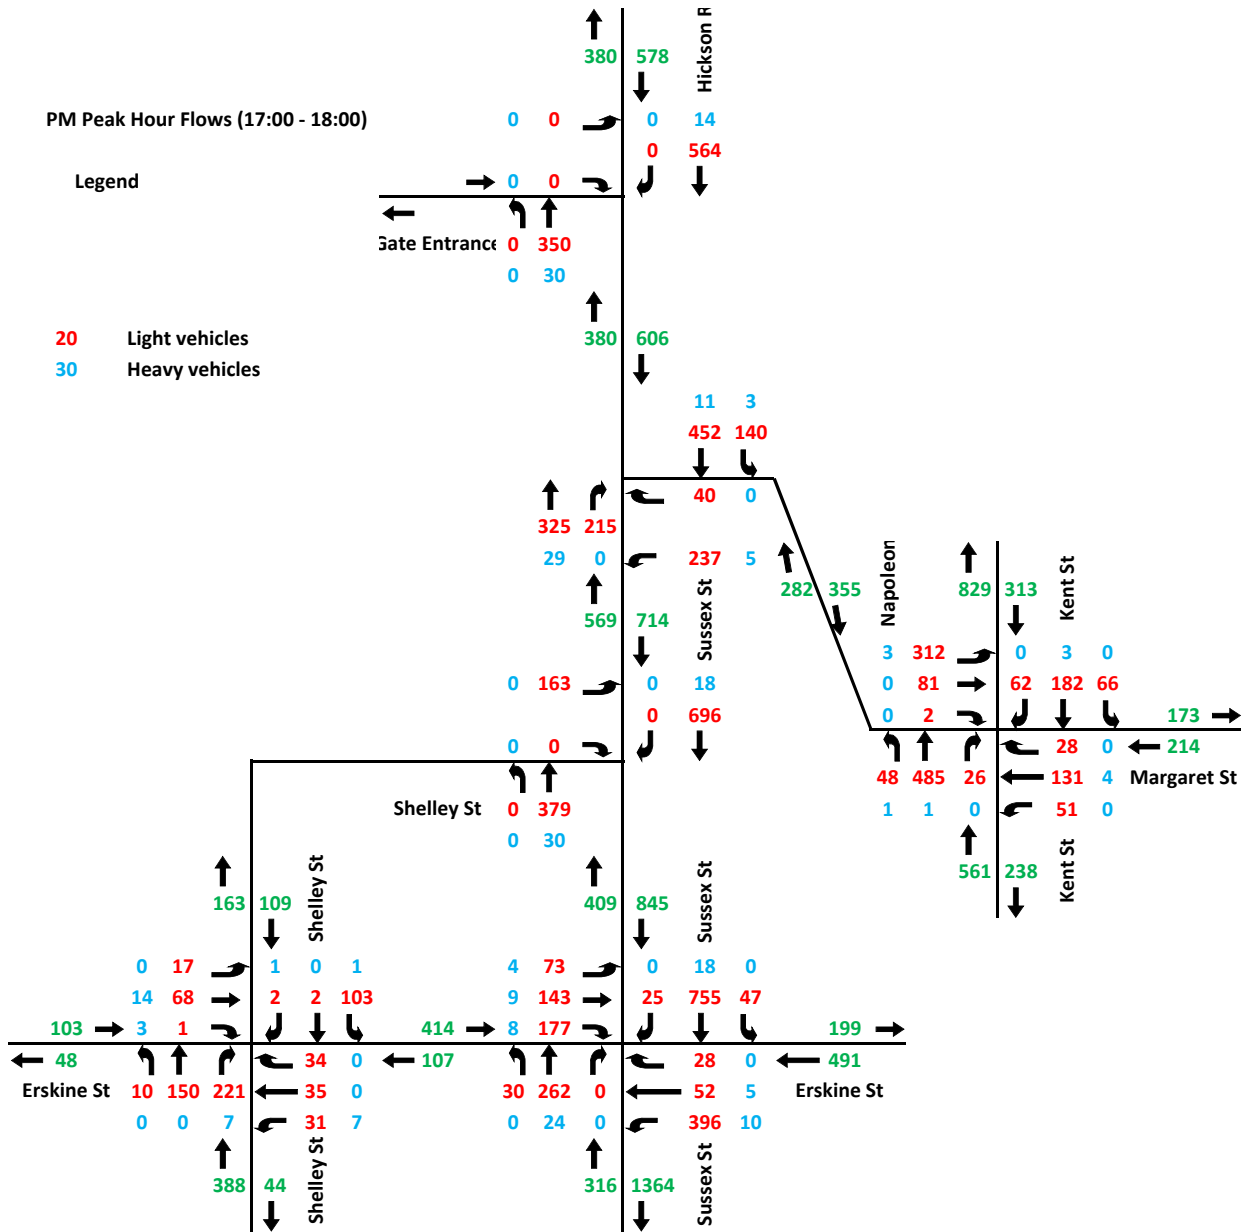 Hickson R
380 578
PM Peak Hour Flows (17:00 - 18:00)
0 0 0 14
0 564
Legend
0 0
Gate Entrance 0 350
0 30
380 606
20 Light vehicles
30 Heavy vehicles
11 3
452 140
40 0
325 215
29 0 237 5
Napoleon
282 355
829 313
Kent St
569 714
Sussex St
3 312 0 3 0
0 163 0 18
0 81 62 182 66
0 2
0 696
173
0 0
28 0 214
48 485 26 131 4 Margaret St
Shelley St 0 379
1 1 0 51 0
0 30
561 238
Kent St
163 109
Shelley St
409 845
Sussex St
0 17 1 0 1
4 73 0 18 0
14 68 2 2 103
9 143 25 755 47
103 3 1
414 8 177
199
48 34 0
107 28 0 491
Erskine St 10 150 221 35 0
30 262 0 52 5 Erskine St
0 0 7 31 7
0 24 0 396 10
388 44
Shelley St
316 1364
Sussex St